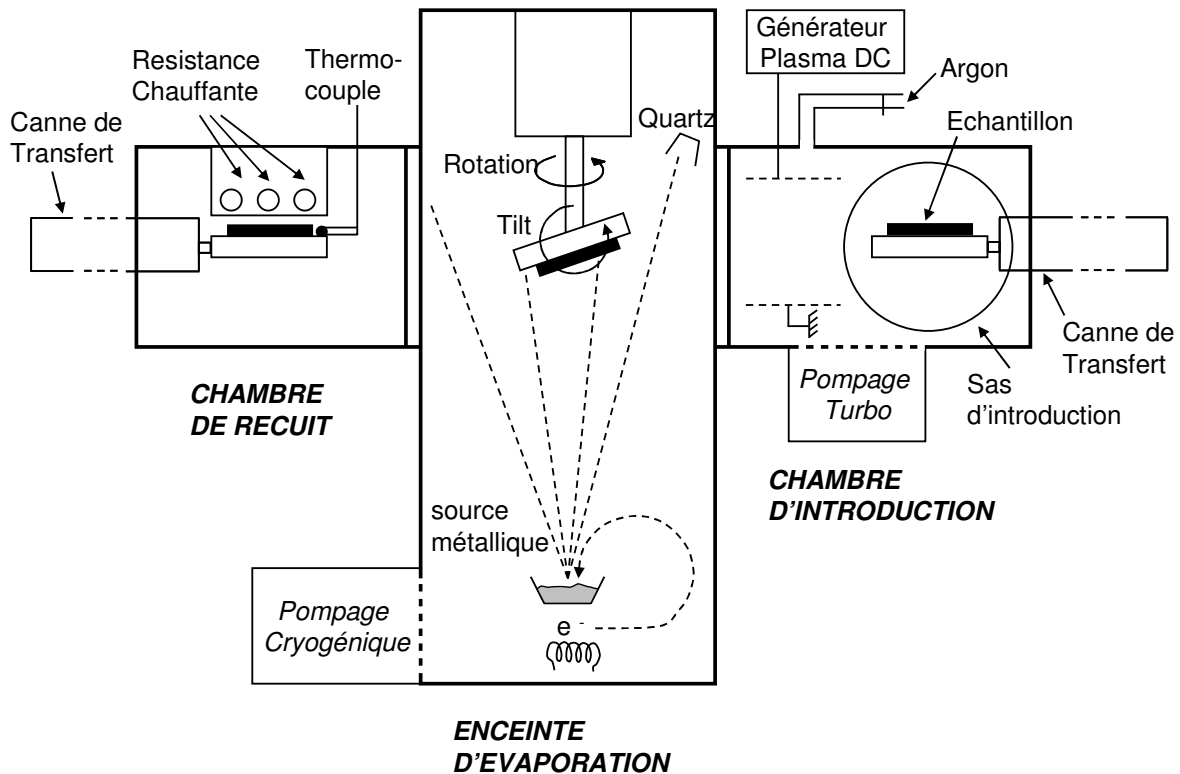 Resistance
Chauffante
Thermo-
couple
Canne de
Transfert
CHAMBRE
DE RECUIT
Rotation
Tilt
Quartz
source
métallique
e -
Pompage
Cryogénique
ENCEINTE
D'EVAPORATION
Générateur
Plasma DC
Argon
Echantillon
Canne de
Transfert
Sas
d'introduction
Pompage
Turbo
CHAMBRE
D'INTRODUCTION